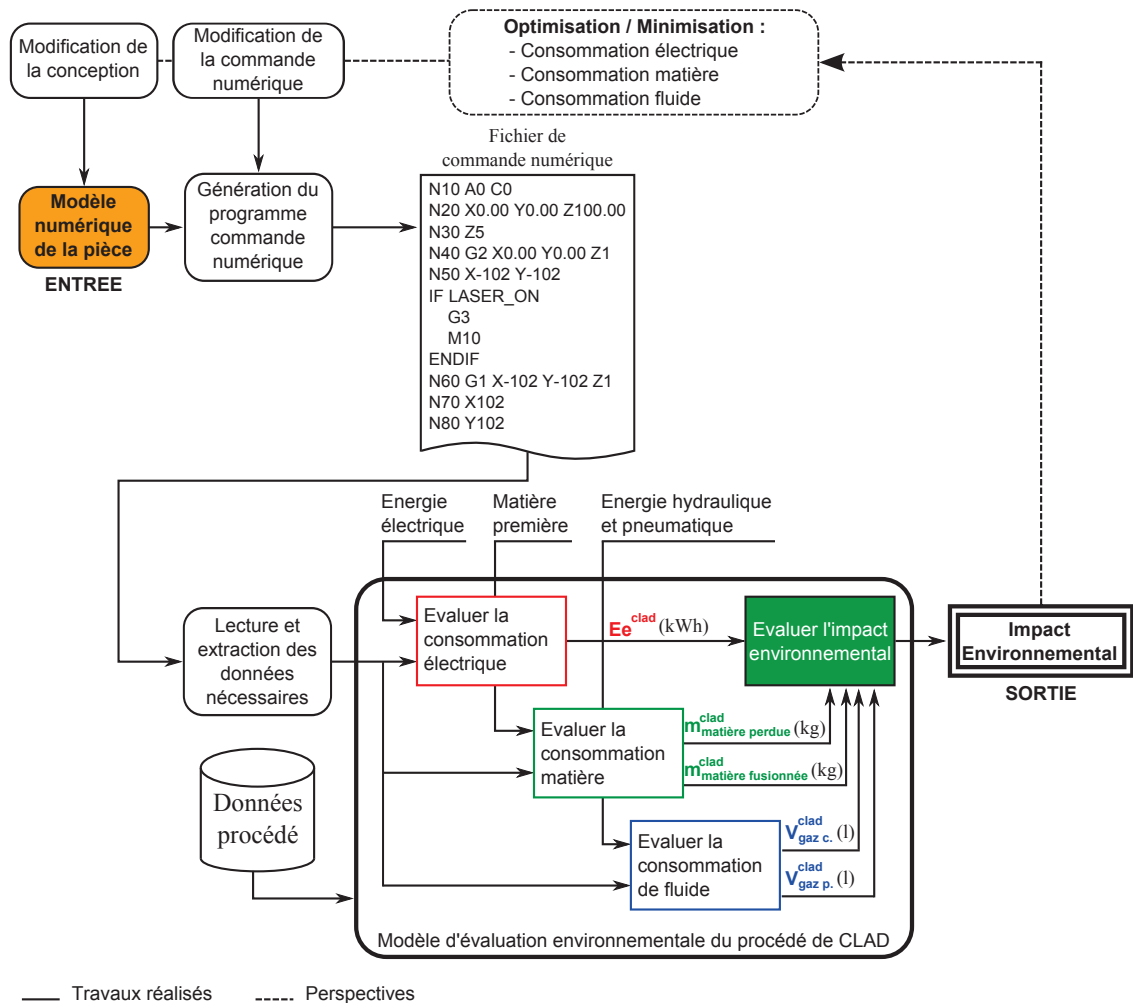 Modification de
la conception
Modification de
la commande
numérique
Optimisation / Minimisation :
- Consommation électrique
- Consommation matière
- Consommation fluide
Modèle
numérique
de la pièce
ENTREE
Génération du
programme
commande
numérique
Fichier de
commande numérique
N10 A0 C0
N20 X0.00 Y0.00 Z100.00
N30 Z5
N40 G2 X0.00 Y0.00 Z1
N50 X-102 Y-102
IF LASER_ON
G3
M10
ENDIF
N60 G1 X-102 Y-102 Z1
N70 X102
N80 Y102
Energie
électrique
Matière
première
Energie hydraulique
et pneumatique
Lecture et
extraction des
données
nécessaires
Données
procédé
Evaluer la
consommation
électrique
Ee clad (kWh)
Evaluer l'impact
environnemental
Impact
Environnemental
SORTIE
Evaluer la
consommation
matière
m clad matière perdue (kg)
m clad matière fusionnée (kg)
Evaluer la
consommation
de fluide
V clad gaz c. (l)
V clad gaz p. (l)
Modèle d'évaluation environnementale du procédé de CLAD
Travaux réalisés
Perspectives